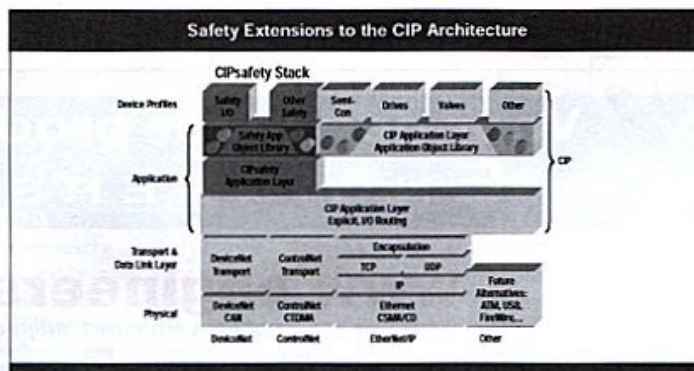 Safety Extensions to the CIP Architecture
CIPsafety Stack
Device Profiles
Safety I/O
Other Safety
Semi-Con
Drives
Valves
Other
Safety App
Object Library
CIP Application Layer
Application Object Library
CIP
Application
CIPsafety
Application Layer
CIP Application Layer
Explicit, I/O Routing
Transport &
Data Link Layer
DeviceNet
Transport
ControlNet
Transport
Encapsulation
TCP
UDP
IP
Future
Alternatives:
ATM, USB,
FireWire,...
Physical
DeviceNet
CAN
ControlNet
CTDMA
Ethernet
CSMA/CD
DeviceNet
ControlNet
EtherNet/IP
Other